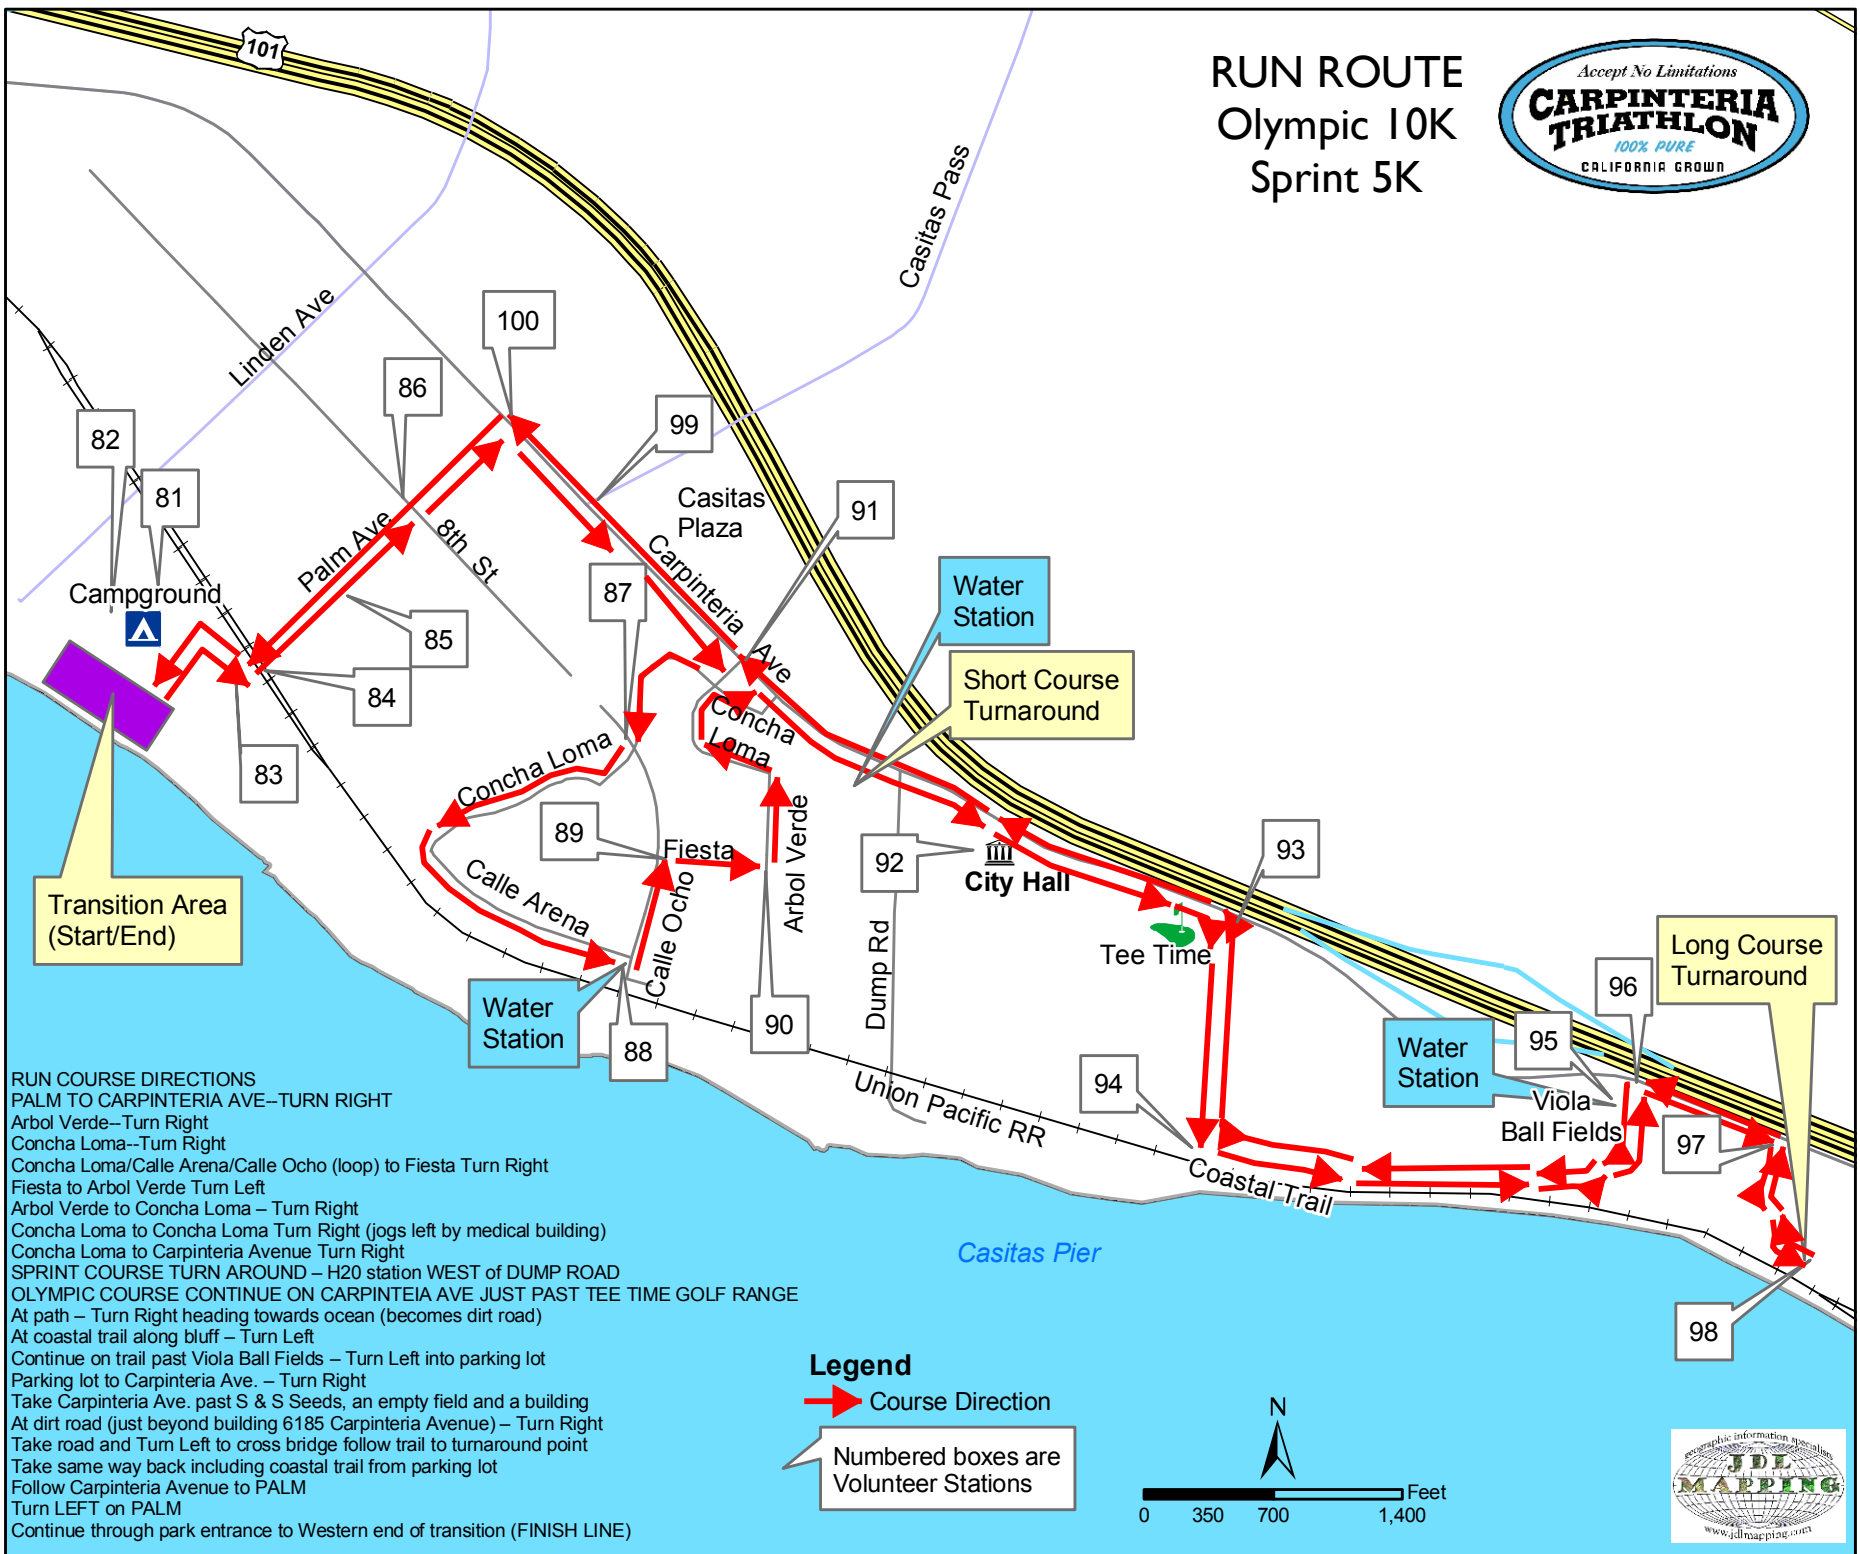 101
RUN ROUTE
Olympic 10K
Sprint 5K
Accept No Limitations
CARPINTERIA
TRIATHLON
100% PURE
CALIFORNIA GROWN
Casitas Pass
Linden Ave
100
86
99
82
81
Casitas
Plaza
91
Palm Ave
8th St
Carpinteria
Ave
Campground
87
Water
Station
85
84
Short Course
Turnaround
83
Concha
Loma
Concha Loma
89
Fiesta
Arbol Verde
92
City Hall
93
Calle Arena
Calle Ocho
Transition Area
(Start/End)
Tee Time
Long Course
Turnaround
Dump Rd
96
Water
Station
90
88
95
Water
Station
94
Viola
Ball Fields
97
Union Pacific RR
Coastal Trail
Casitas Pier
98
RUN COURSE DIRECTIONS
PALM TO CARPINTERIA AVE--TURN RIGHT
Arbol Verde--Turn Right
Concha Loma--Turn Right
Concha Loma/Calle Arena/Calle Ocho (loop) to Fiesta Turn Right
Fiesta to Arbol Verde Turn Left
Arbol Verde to Concha Loma – Turn Right
Concha Loma to Concha Loma Turn Right (jogs left by medical building)
Concha Loma to Carpinteria Avenue Turn Right
SPRINT COURSE TURN AROUND – H20 station WEST of DUMP ROAD
OLYMPIC COURSE CONTINUE ON CARPINTEIA AVE JUST PAST TEE TIME GOLF RANGE
At path – Turn Right heading towards ocean (becomes dirt road)
At coastal trail along bluff – Turn Left
Continue on trail past Viola Ball Fields – Turn Left into parking lot
Parking lot to Carpinteria Ave. – Turn Right
Take Carpinteria Ave. past S & S Seeds, an empty field and a building
At dirt road (just beyond building 6185 Carpinteria Avenue) – Turn Right
Take road and Turn Left to cross bridge follow trail to turnaround point
Take same way back including coastal trail from parking lot
Follow Carpinteria Avenue to PALM
Turn LEFT on PALM
Continue through park entrance to Western end of transition (FINISH LINE)
Legend
Course Direction
Numbered boxes are
Volunteer Stations
N
Feet
0 350 700 1,400
geographic information specialists
JDL
MAPPING
www.jdlmapping.com